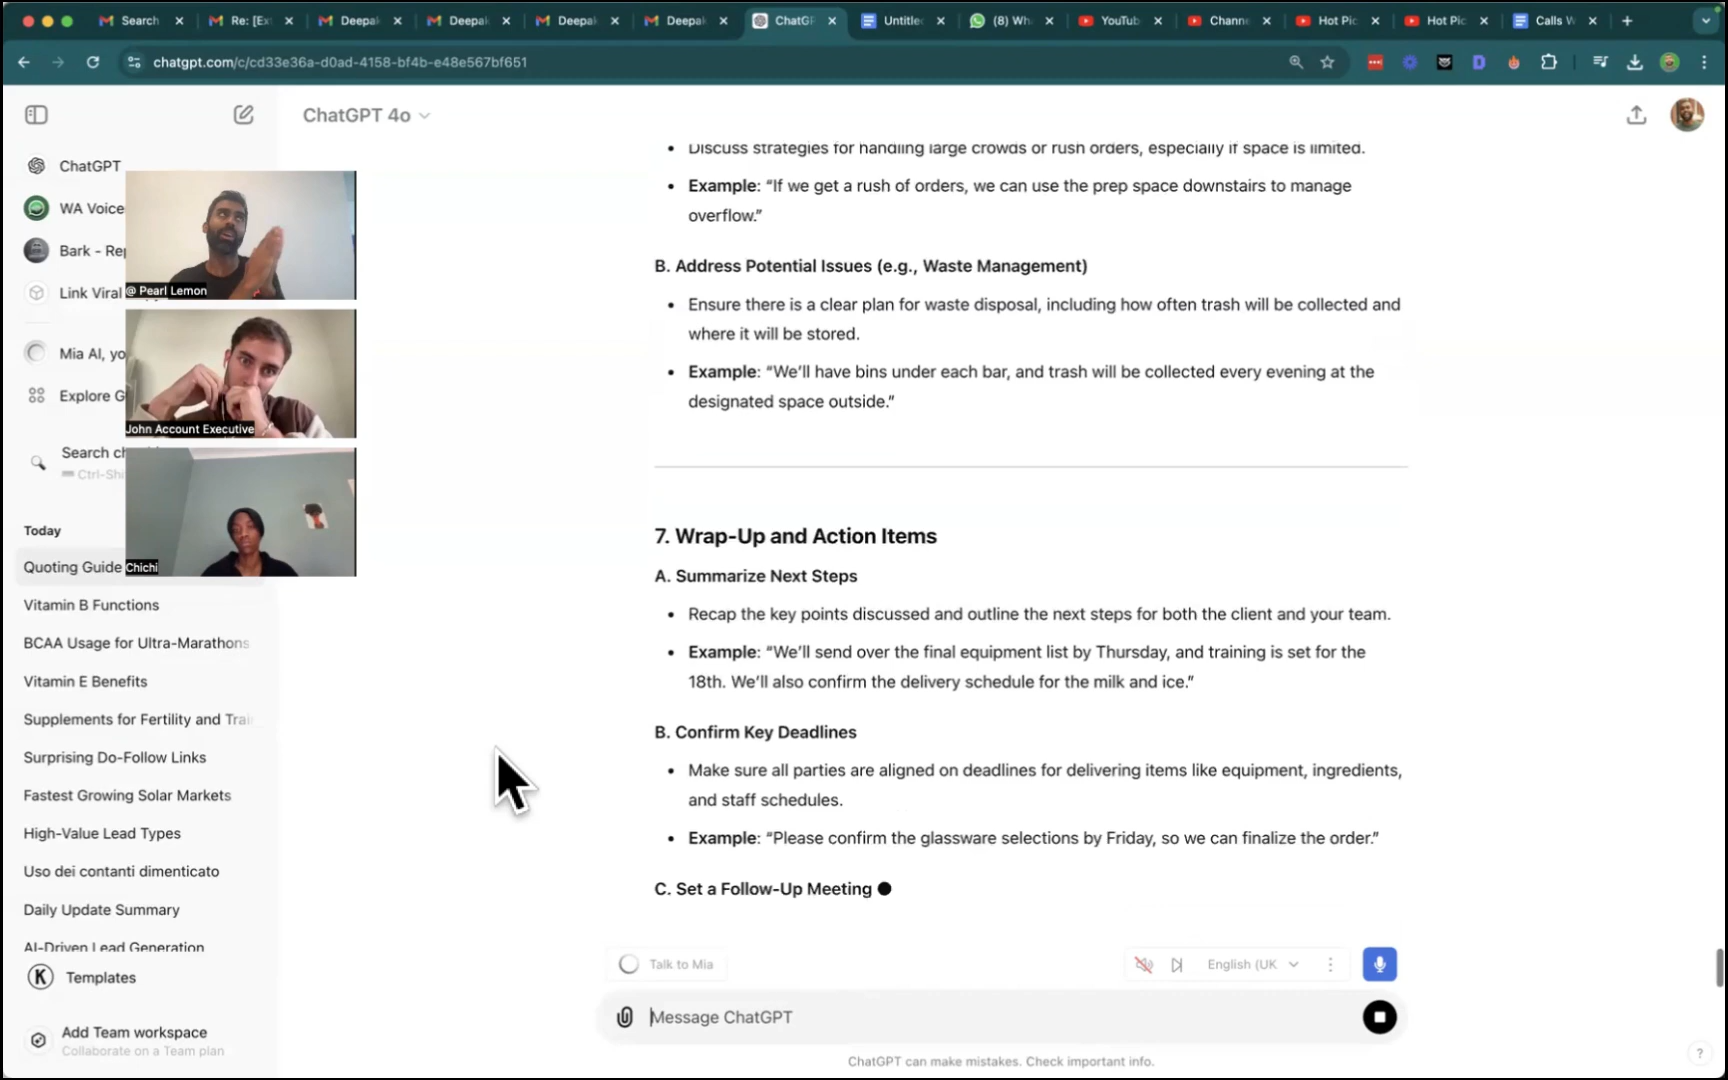 Search
Re: [Ex
Deepak
Deepak
Deepak
Deepak
ChatGP
Untitle
(8) Wh
YouTub
Channe
Hot Pic
Hot Pic
Calls W
chatgpt.com/c/cd33e36a-d0ad-4158-bf4b-e48e567bf651
ChatGPT 4o
ChatGPT
WA Voice
Bark - Rep
Link Viral
Mia AI, yo
Explore G
Search ch
Ctrl-Shi
@ Pearl Lemon
John Account Executive
Chichi
Today
Quoting Guide
Vitamin B Functions
BCAA Usage for Ultra-Marathons
Vitamin E Benefits
Supplements for Fertility and Trai
Surprising Do-Follow Links
Fastest Growing Solar Markets
High-Value Lead Types
Uso dei contanti dimenticato
Daily Update Summary
AI-Driven Lead Generation
Templates
Add Team workspace
Collaborate on a Team plan
• Discuss strategies for handling large crowds or rush orders, especially if space is limited.
• Example: “If we get a rush of orders, we can use the prep space downstairs to manage
overflow.”
B. Address Potential Issues (e.g., Waste Management)
• Ensure there is a clear plan for waste disposal, including how often trash will be collected and
where it will be stored.
• Example: “We’ll have bins under each bar, and trash will be collected every evening at the
designated space outside.”
7. Wrap-Up and Action Items
A. Summarize Next Steps
• Recap the key points discussed and outline the next steps for both the client and your team.
• Example: “We’ll send over the final equipment list by Thursday, and training is set for the
18th. We’ll also confirm the delivery schedule for the milk and ice.”
B. Confirm Key Deadlines
• Make sure all parties are aligned on deadlines for delivering items like equipment, ingredients,
and staff schedules.
• Example: “Please confirm the glassware selections by Friday, so we can finalize the order.”
C. Set a Follow-Up Meeting
Talk to Mia
English (UK
Message ChatGPT
ChatGPT can make mistakes. Check important info.
?